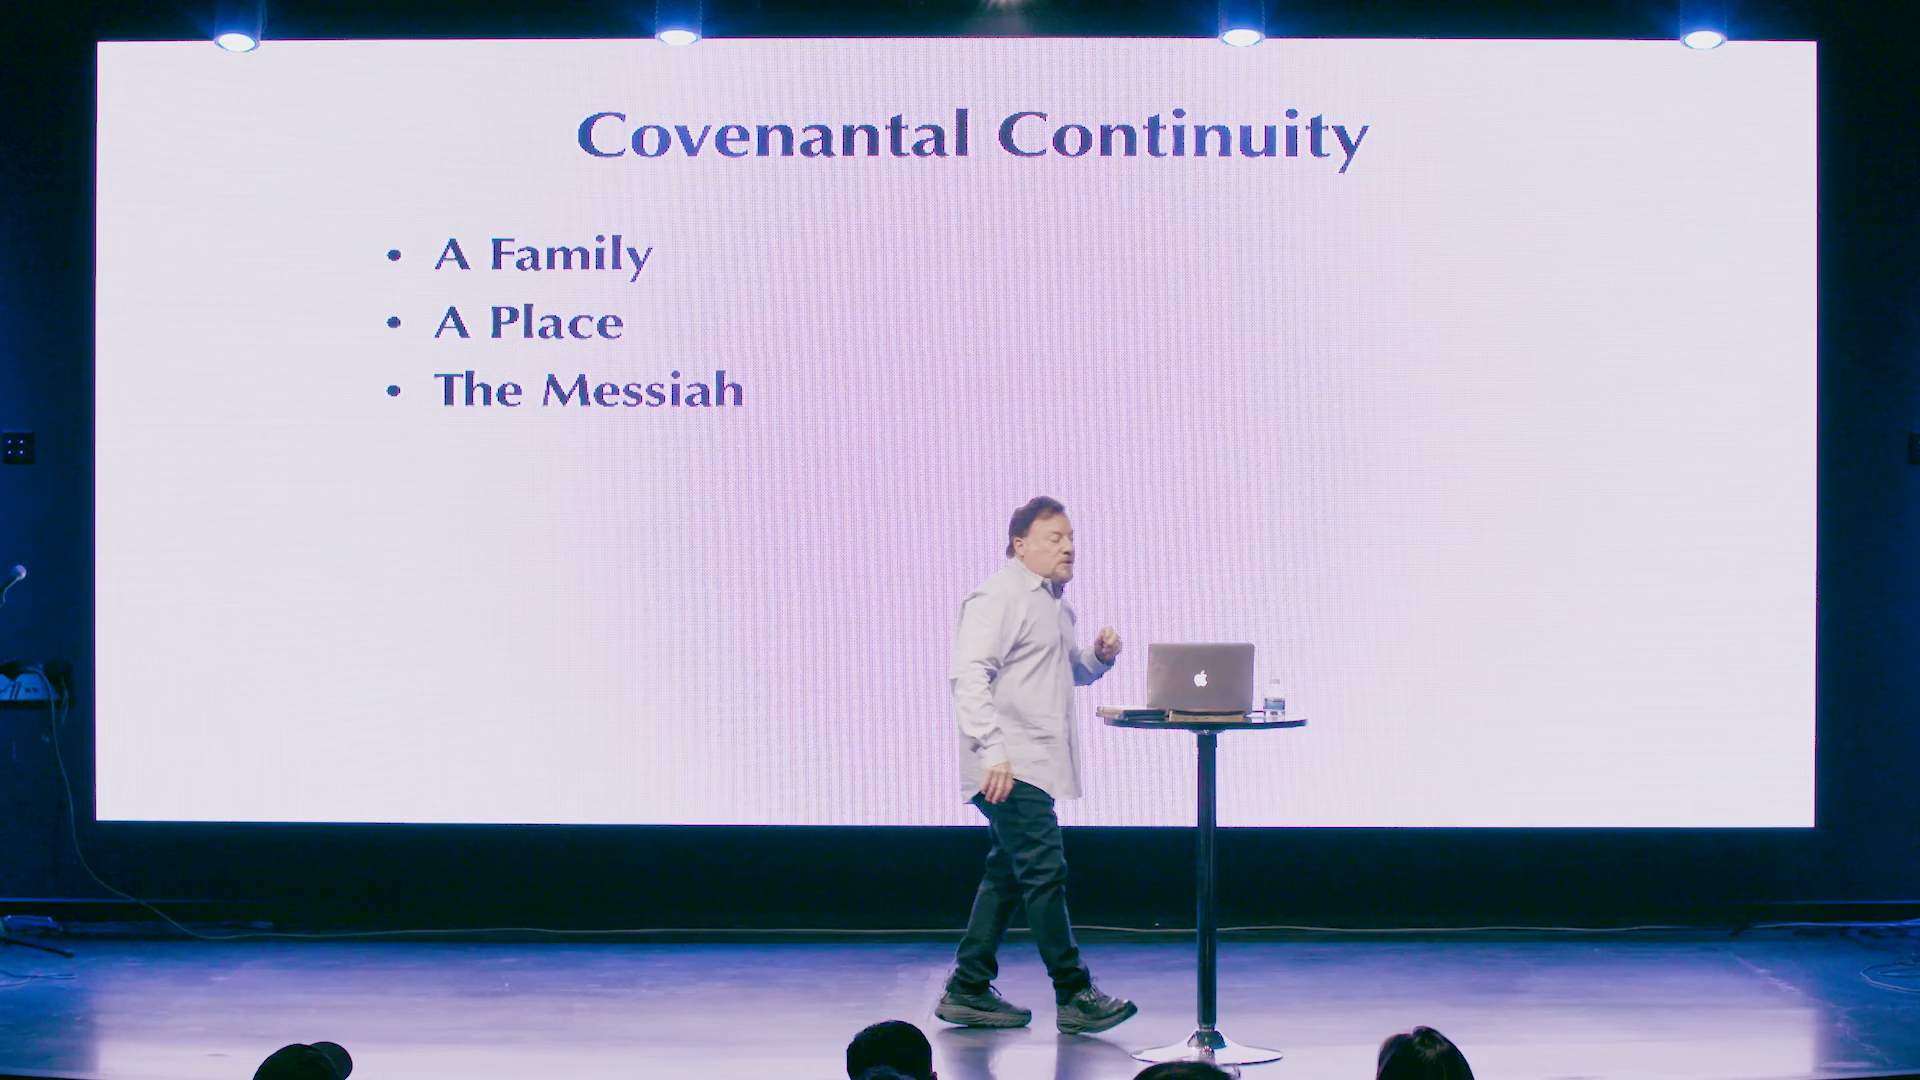 Covenantal Continuity
• A Family
• A Place
• The Messiah